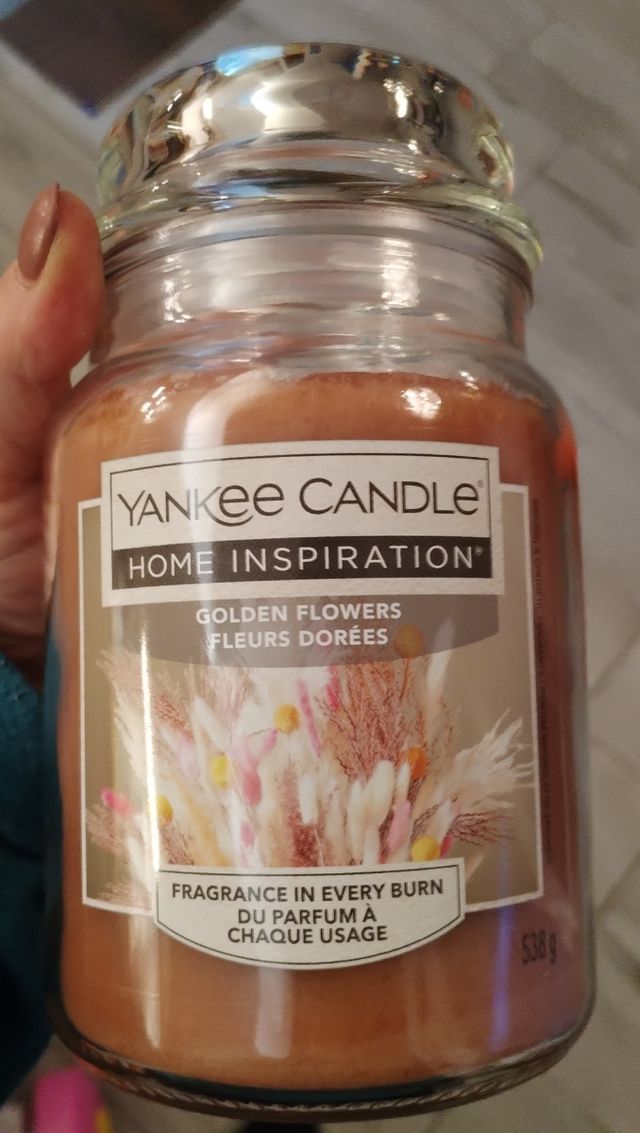 YANKee CANDLe®
HOME INSPIRATION®
GOLDEN FLOWERS
FLEURS DORÉES
FRAGRANCE IN EVERY BURN
DU PARFUM À
CHAQUE USAGE
538 g